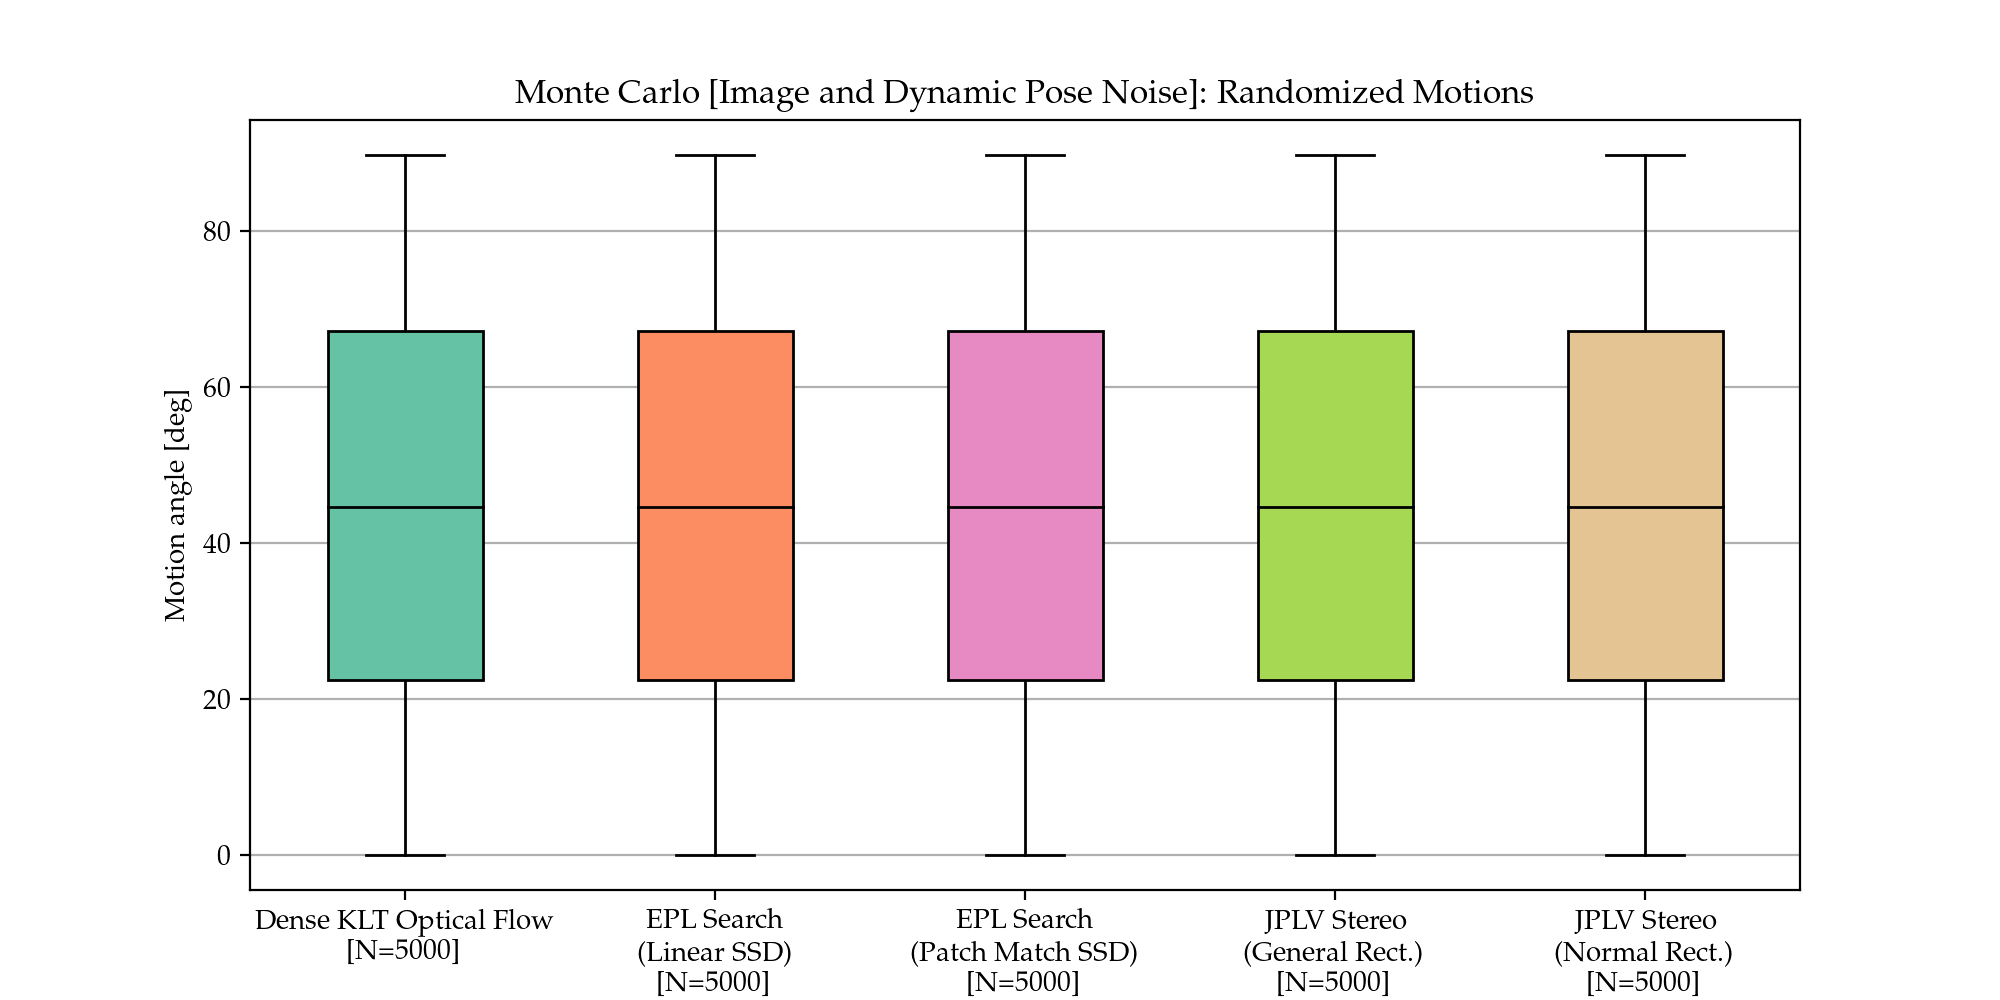 Monte Carlo [Image and Dynamic Pose Noise]: Randomized Motions
Motion angle [deg]
80
60
40
20
0
Dense KLT Optical Flow
[N=5000]
EPL Search
(Linear SSD)
[N=5000]
EPL Search
(Patch Match SSD)
[N=5000]
JPLV Stereo
(General Rect.)
[N=5000]
JPLV Stereo
(Normal Rect.)
[N=5000]